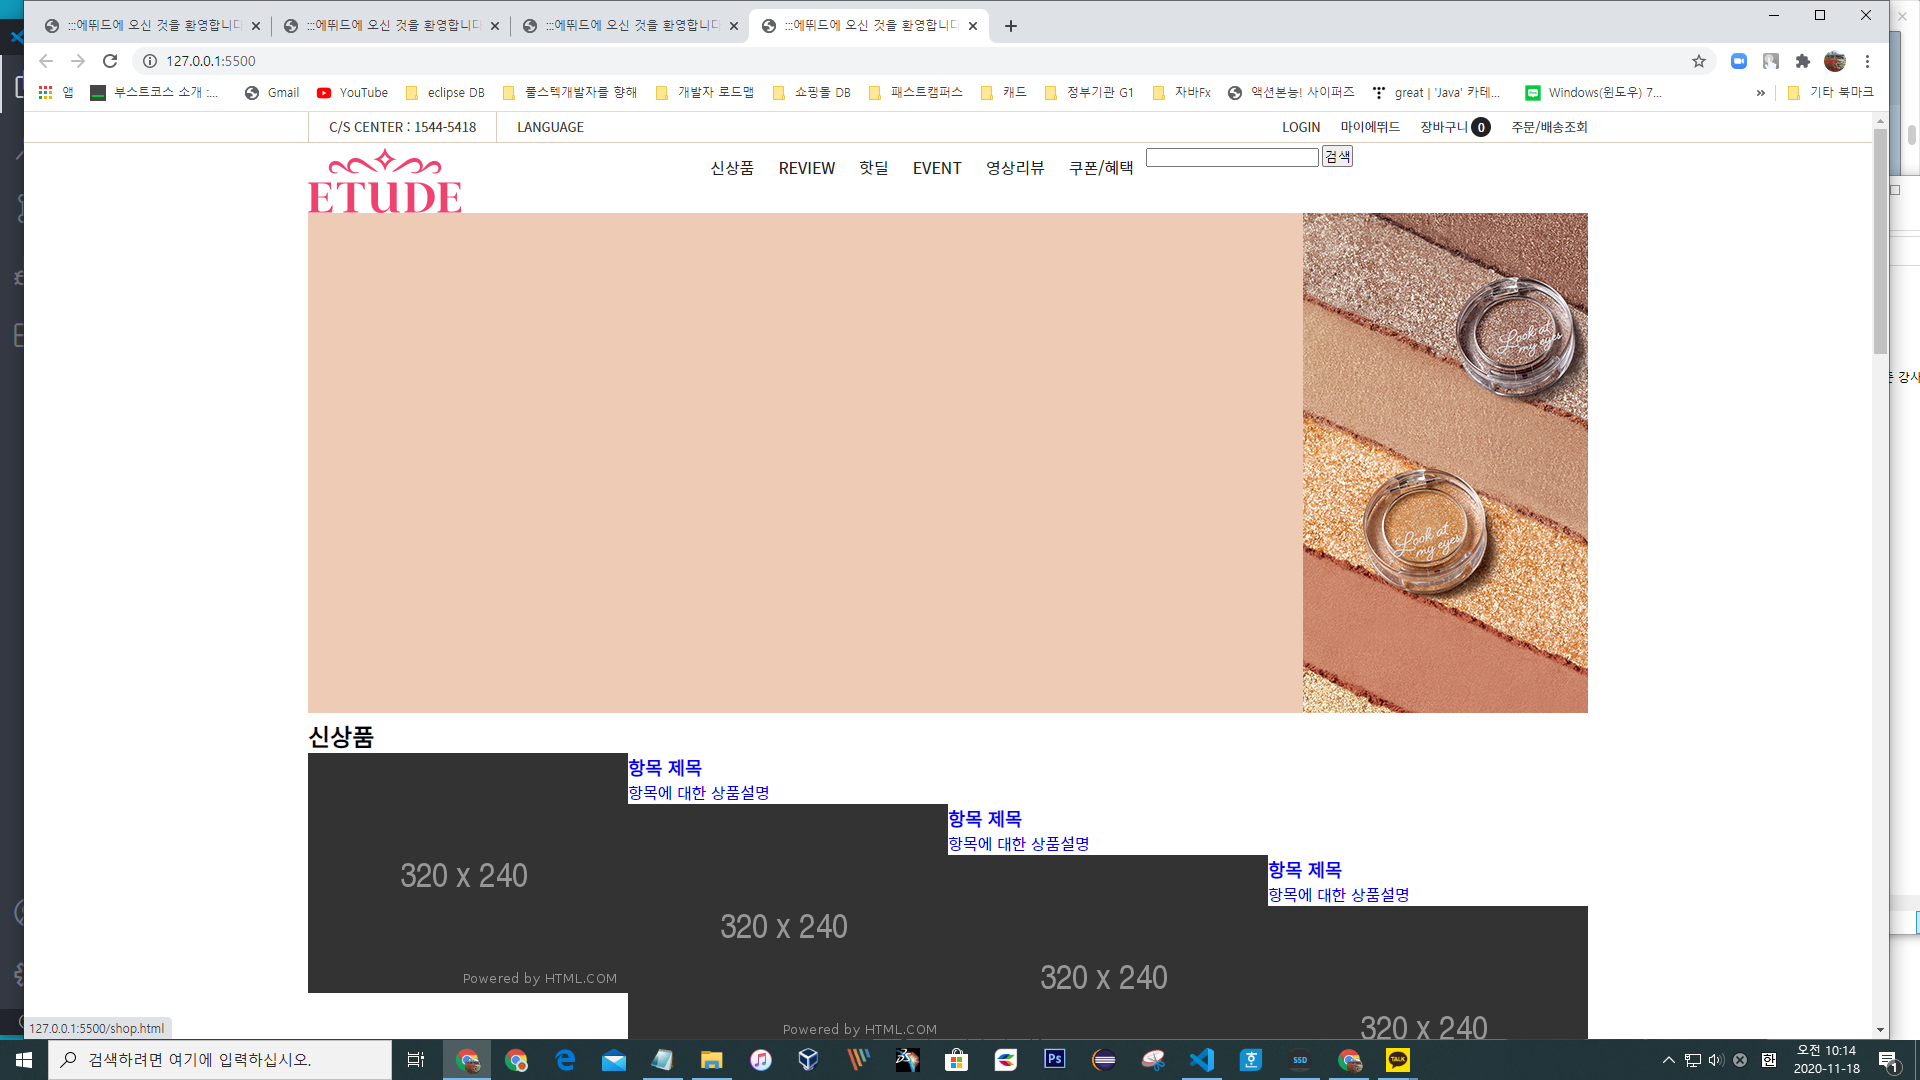 :::에뛰드에 오신 것을 환영합니다
:::에뛰드에 오신 것을 환영합니다
:::에뛰드에 오신 것을 환영합니다
:::에뛰드에 오신 것을 환영합니다
127.0.0.1:5500
앱 부스트코스 소개 :... Gmail YouTube eclipse DB 풀스텍개발자를 향해 개발자 로드맵 쇼핑몰 DB 패스트캠퍼스 캐드 정부기관 G1 자바Fx 액션본능! 사이퍼즈 great | 'Java' 카테... Windows(윈도우) 7... » 기타 북마크
C/S CENTER : 1544-5418 LANGUAGE LOGIN 마이에뛰드 장바구니 0 주문/배송조회
ETUDE 신상품 REVIEW 핫딜 EVENT 영상리뷰 쿠폰/혜택 검색
Look at
my eyes
Look at
my eyes
신상품
항목 제목
항목에 대한 상품설명
항목 제목
항목에 대한 상품설명
항목 제목
항목에 대한 상품설명
320 x 240
320 x 240
320 x 240
320 x 240
Powered by HTML.COM
Powered by HTML.COM
강사
127.0.0.1:5500/shop.html
검색하려면 여기에 입력하십시오.
Ps
호
SSD
TALK
한
오전 10:14
2020-11-18
1